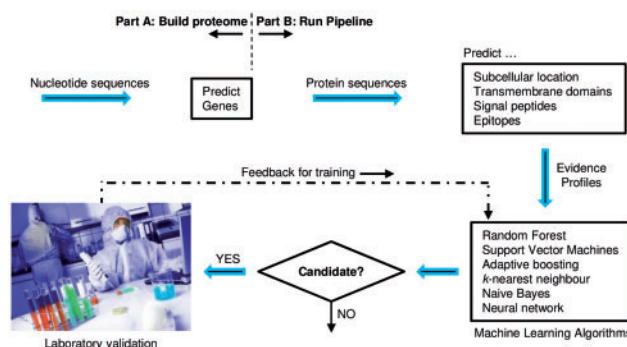 Part A: Build proteome
Part B: Run Pipeline
Nucleotide sequences
Predict
Genes
Protein sequences
Predict ...
Subcellular location
Transmembrane domains
Signal peptides
Epitopes
Evidence
Profiles
Feedback for training
Random Forest
Support Vector Machines
Adaptive boosting
k-nearest neighbour
Naive Bayes
Neural network
Machine Learning Algorithms
Candidate?
YES
NO
Laboratory validation